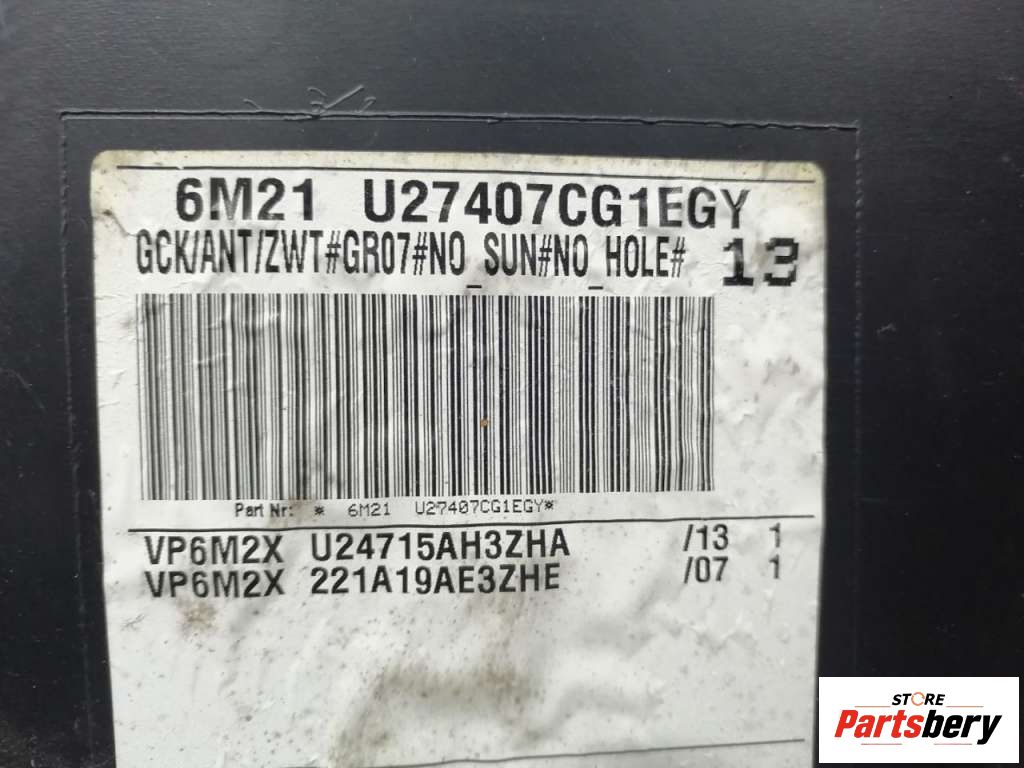 6M21 U27407CG1EGY
GCK/ANT/ZWT#GR07#NO_SUN#NO_HOLE# 13
Part Nr: * 6M21 U27407CG1EGY*
VP6M2X U24715AH3ZHA /13 1
VP6M2X 221A19AE3ZHE /07 1
STORE
Partsbery